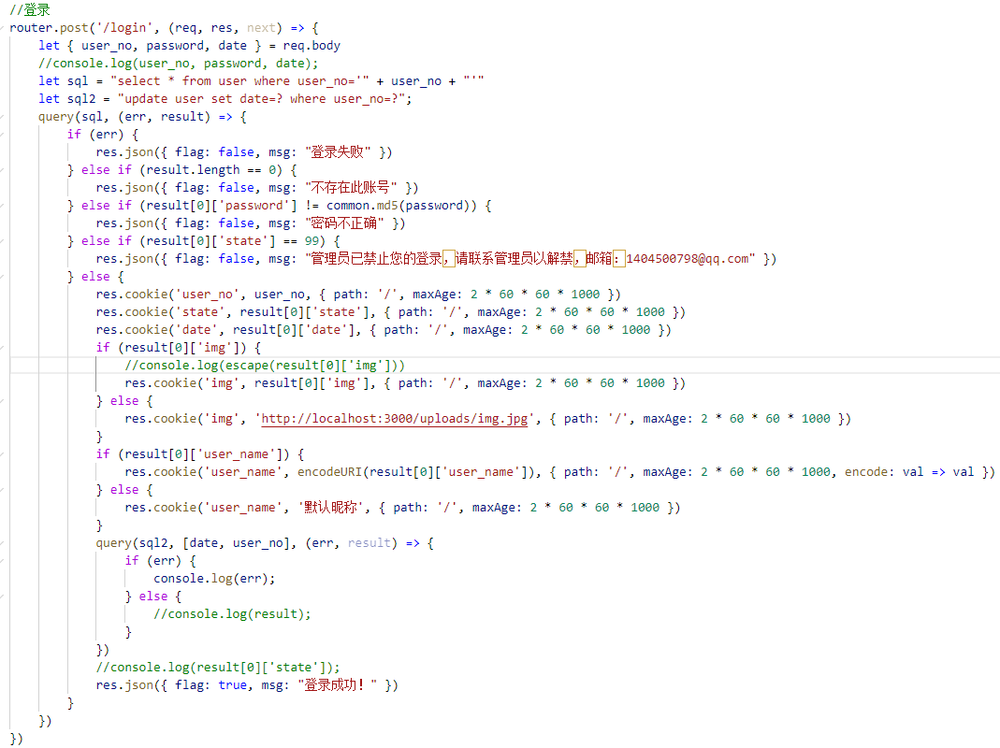 //登录
router.post('/login', (req, res, next) => {
    let { user_no, password, date } = req.body
    //console.log(user_no, password, date);
    let sql = "select * from user where user_no='" + user_no + "'"
    let sql2 = "update user set date=? where user_no=?";
    query(sql, (err, result) => {
        if (err) {
            res.json({ flag: false, msg: "登录失败" })
        } else if (result.length == 0) {
            res.json({ flag: false, msg: "不存在此账号" })
        } else if (result[0]['password'] != common.md5(password)) {
            res.json({ flag: false, msg: "密码不正确" })
        } else if (result[0]['state'] == 99) {
            res.json({ flag: false, msg: "管理员已禁止您的登录，请联系管理员以解禁，邮箱：1404500798@qq.com" })
        } else {
            res.cookie('user_no', user_no, { path: '/', maxAge: 2 * 60 * 60 * 1000 })
            res.cookie('state', result[0]['state'], { path: '/', maxAge: 2 * 60 * 60 * 1000 })
            res.cookie('date', result[0]['date'], { path: '/', maxAge: 2 * 60 * 60 * 1000 })
            if (result[0]['img']) {
                //console.log(escape(result[0]['img']))
                res.cookie('img', result[0]['img'], { path: '/', maxAge: 2 * 60 * 60 * 1000 })
            } else {
                res.cookie('img', 'http://localhost:3000/uploads/img.jpg', { path: '/', maxAge: 2 * 60 * 60 * 1000 })
            }
            if (result[0]['user_name']) {
                res.cookie('user_name', encodeURI(result[0]['user_name']), { path: '/', maxAge: 2 * 60 * 60 * 1000, encode: val => val })
            } else {
                res.cookie('user_name', '默认昵称', { path: '/', maxAge: 2 * 60 * 60 * 1000 })
            }
            query(sql2, [date, user_no], (err, result) => {
                if (err) {
                    console.log(err);
                } else {
                    //console.log(result);
                }
            })
            //console.log(result[0]['state']);
            res.json({ flag: true, msg: "登录成功！" })
        }
    })
})